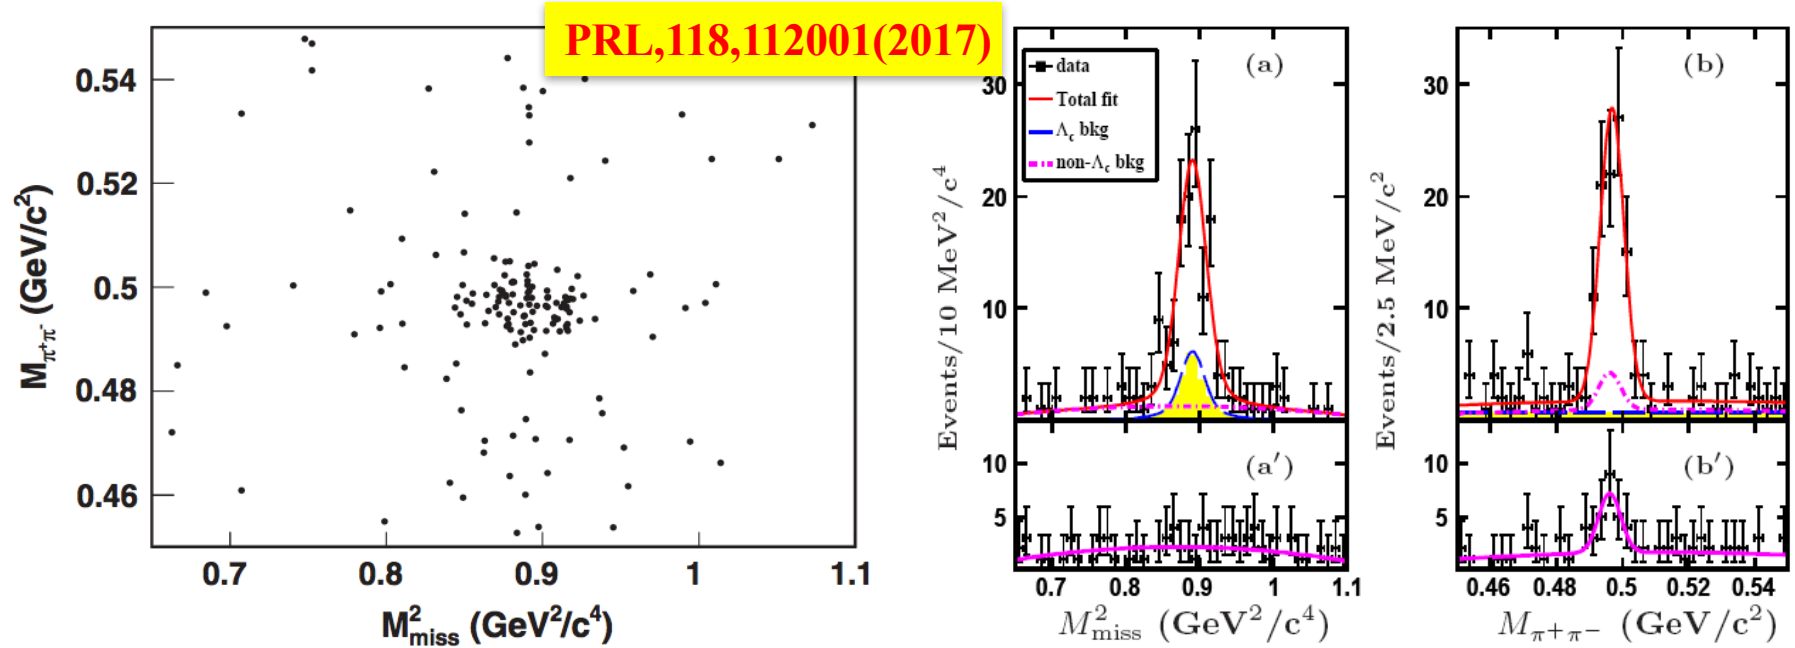 PRL,118,112001(2017)
0.54
0.52
0.5
0.48
0.46
M_π⁺π⁻ (GeV/c²)
0.7
0.8
0.9
1
1.1
M²_miss (GeV²/c⁴)
(a)
data
Total fit
Λ_c bkg
non-Λ_c bkg
30
20
10
Events/10 MeV²/c⁴
(a′)
10
5
0.7
0.8
0.9
1
1.1
M²_miss (GeV²/c⁴)
(b)
30
20
10
Events/2.5 MeV/c²
(b′)
10
5
0.46
0.48
0.5
0.52
0.54
M_π⁺π⁻ (GeV/c²)